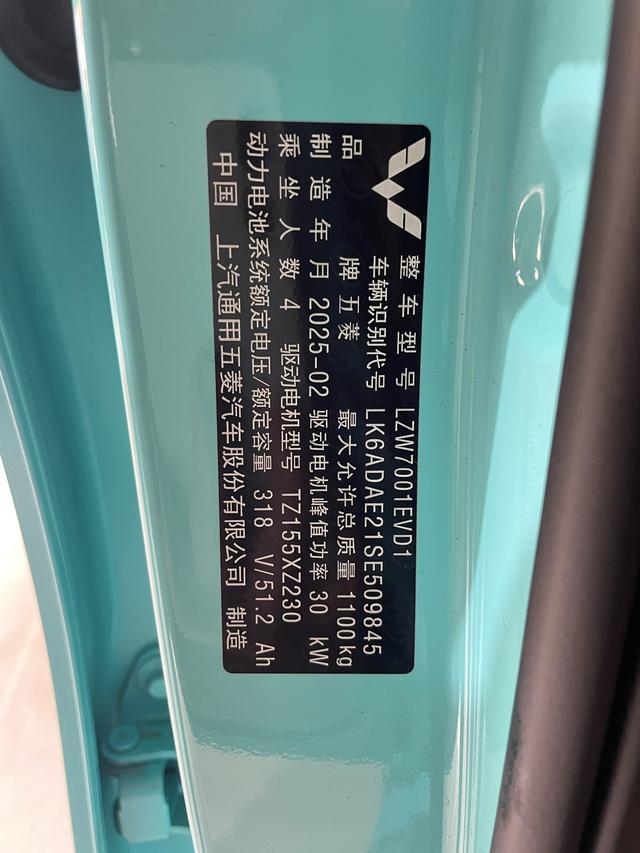 整车型号 LZW7001EVD1
车辆识别代号 LK6ADAE21SE509845
品牌 五菱 最大允许总质量 1100kg
制造年月 2025-02 驱动电机峰值功率 30 kW
乘坐人数 4 驱动电机型号 TZ155XZ230
动力电池系统额定电压/额定容量 318 V/51.2 Ah
中国 上汽通用五菱汽车股份有限公司 制造